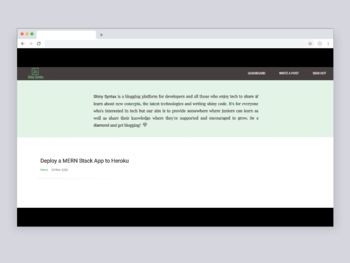 Shiny Syntax
DASHBOARD
WRITE A POST
SIGN OUT
Shiny Syntax is a blogging platform for developers and all those who enjoy tech to share &
learn about new concepts, the latest technologies and writing shiny code. It's for everyone
who's interested in tech but our aim is to provide somewhere where juniors can learn as
well as share their knowledge where they're supported and encouraged to grow. Be a
diamond and get blogging!
Deploy a MERN Stack App to Heroku